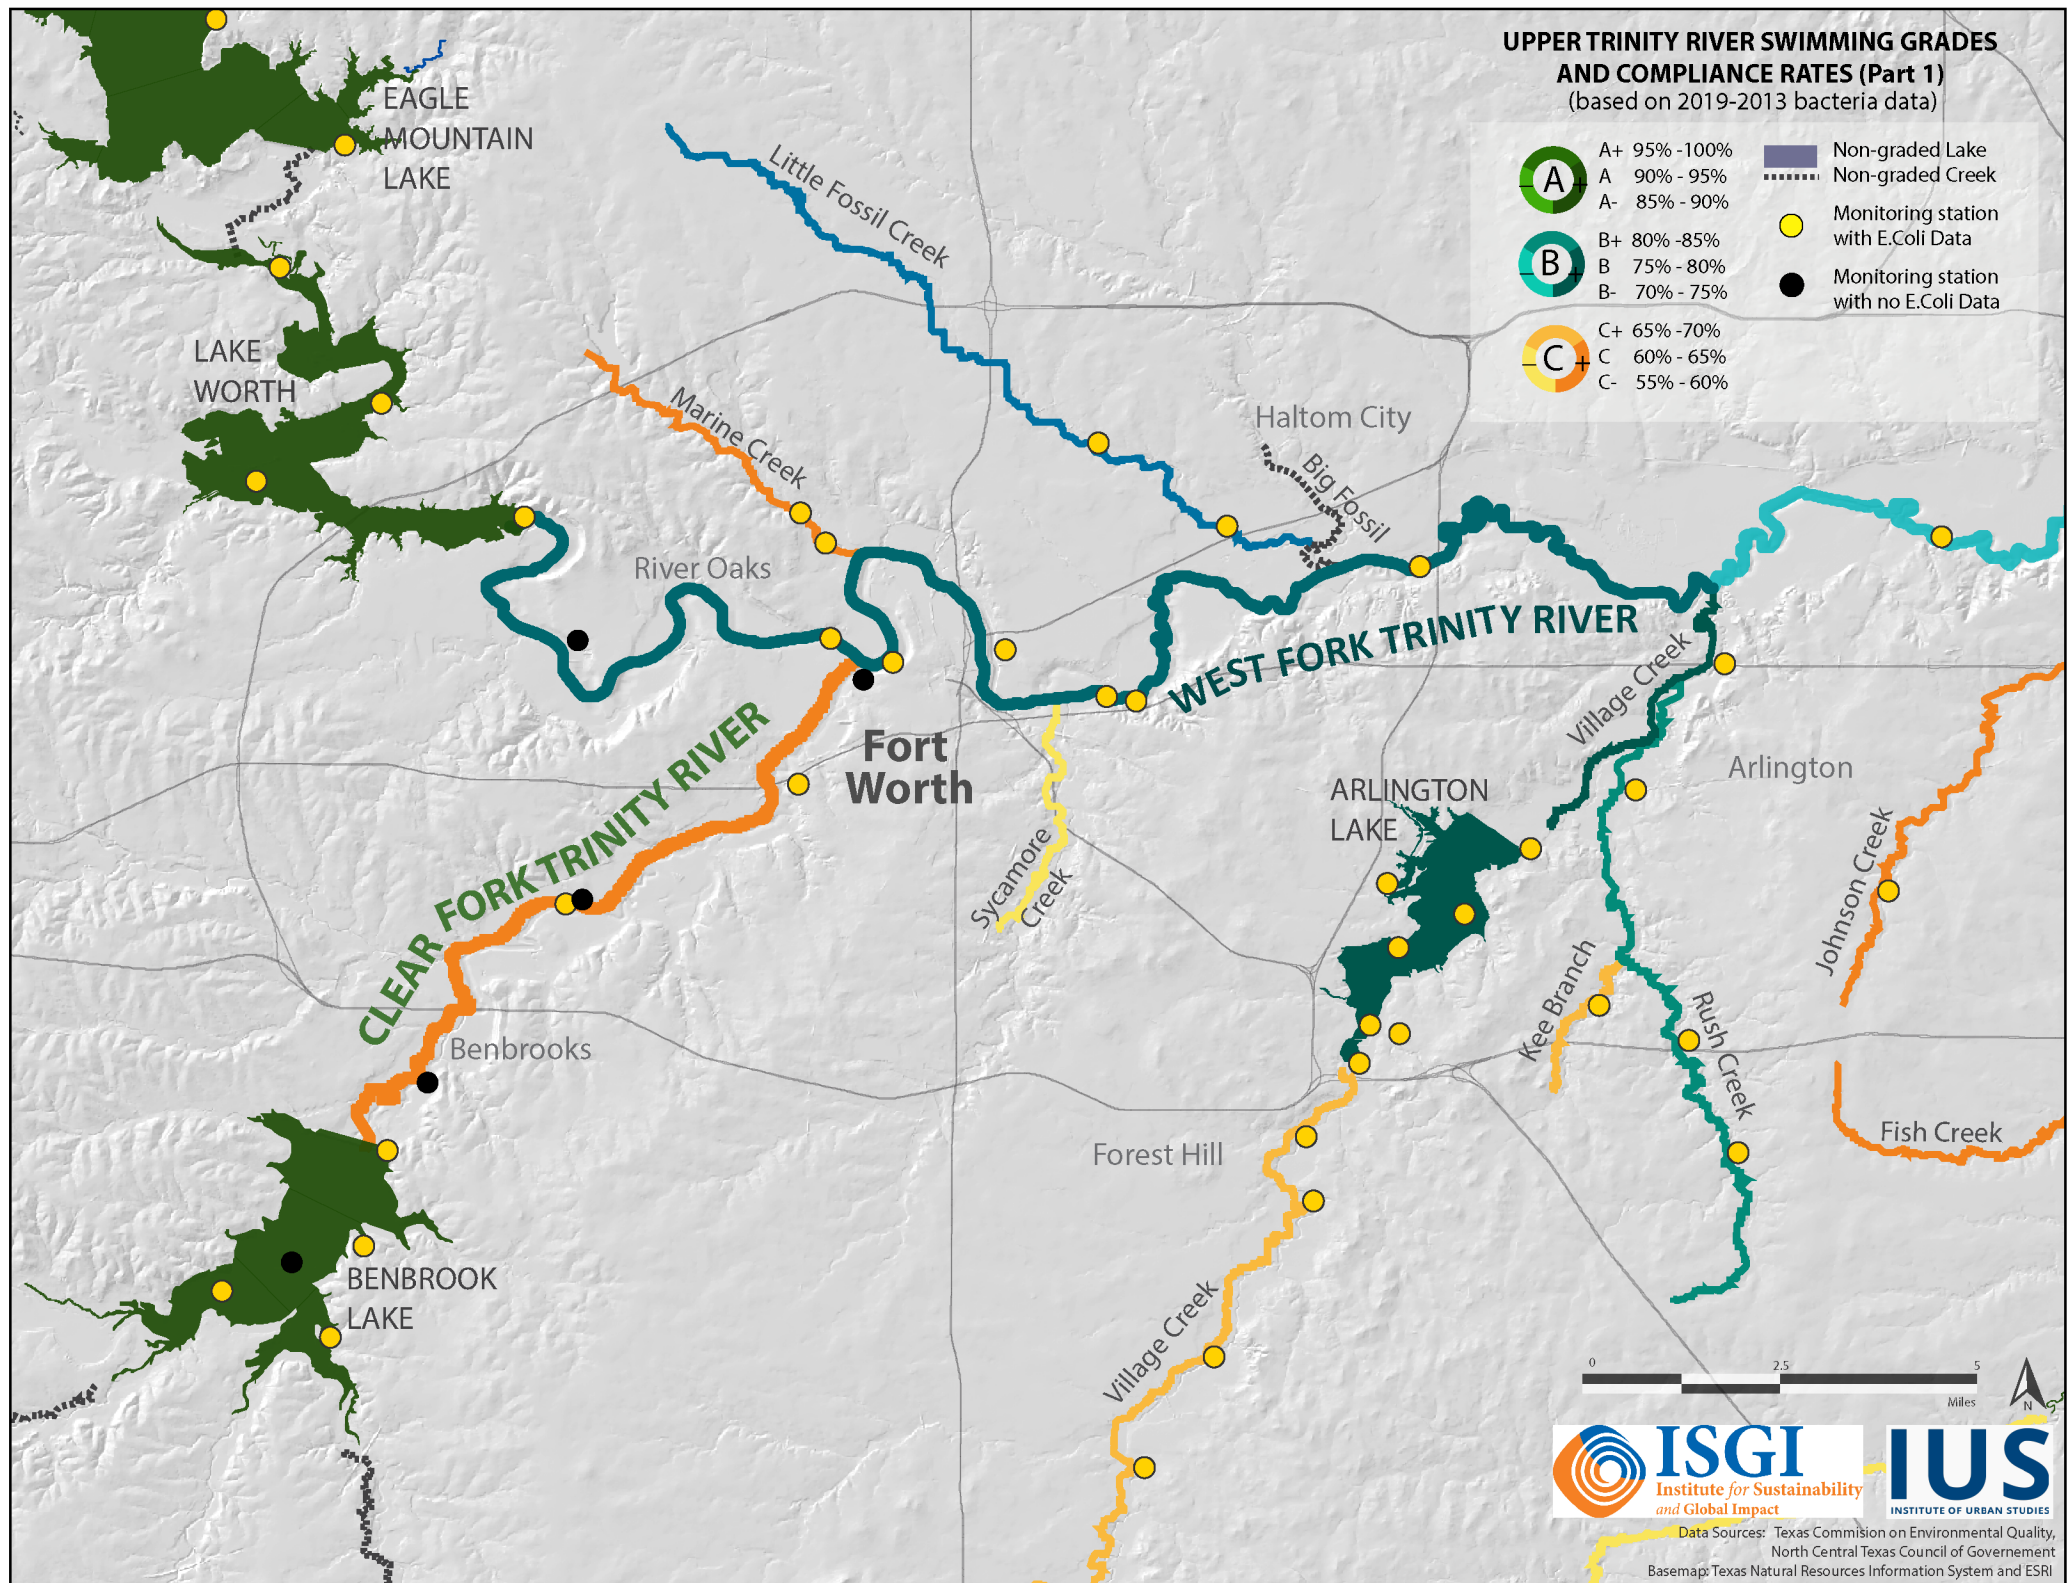 UPPER TRINITY RIVER SWIMMING GRADES
AND COMPLIANCE RATES (Part 1)
(based on 2019-2013 bacteria data)
A
–
+
A+ 95% -100%
A 90% - 95%
A- 85% - 90%
B
–
+
B+ 80% -85%
B 75% - 80%
B- 70% - 75%
C
–
+
C+ 65% -70%
C 60% - 65%
C- 55% - 60%
Non-graded Lake
Non-graded Creek
Monitoring station
with E.Coli Data
Monitoring station
with no E.Coli Data
EAGLE
MOUNTAIN
LAKE
Little Fossil Creek
LAKE
WORTH
Marine Creek
Haltom City
Big Fossil
River Oaks
WEST FORK TRINITY RIVER
Village Creek
CLEAR FORK TRINITY RIVER
Fort
Worth
Arlington
ARLINGTON
LAKE
Sycamore
Creek
Johnson Creek
Kee Branch
Rush Creek
Benbrooks
Fish Creek
Forest Hill
BENBROOK
LAKE
Village Creek
0 2.5 5
Miles
N
ISGI
Institute for Sustainability
and Global Impact
IUS
INSTITUTE OF URBAN STUDIES
Data Sources: Texas Commision on Environmental Quality,
North Central Texas Council of Governement
Basemap: Texas Natural Resources Information System and ESRI